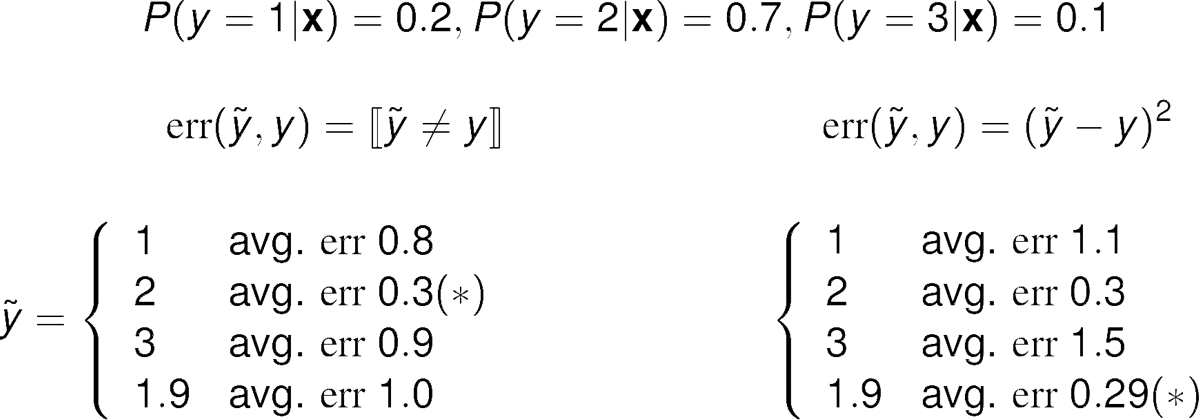 P(y = 1|x) = 0.2, P(y = 2|x) = 0.7, P(y = 3|x) = 0.1
err(ỹ, y) = ⟦ỹ ≠ y⟧ err(ỹ, y) = (ỹ − y)²
1 avg. err 0.8 1 avg. err 1.1
2 avg. err 0.3(∗) 2 avg. err 0.3
ỹ = {
3 avg. err 0.9 3 avg. err 1.5
1.9 avg. err 1.0 1.9 avg. err 0.29(∗)